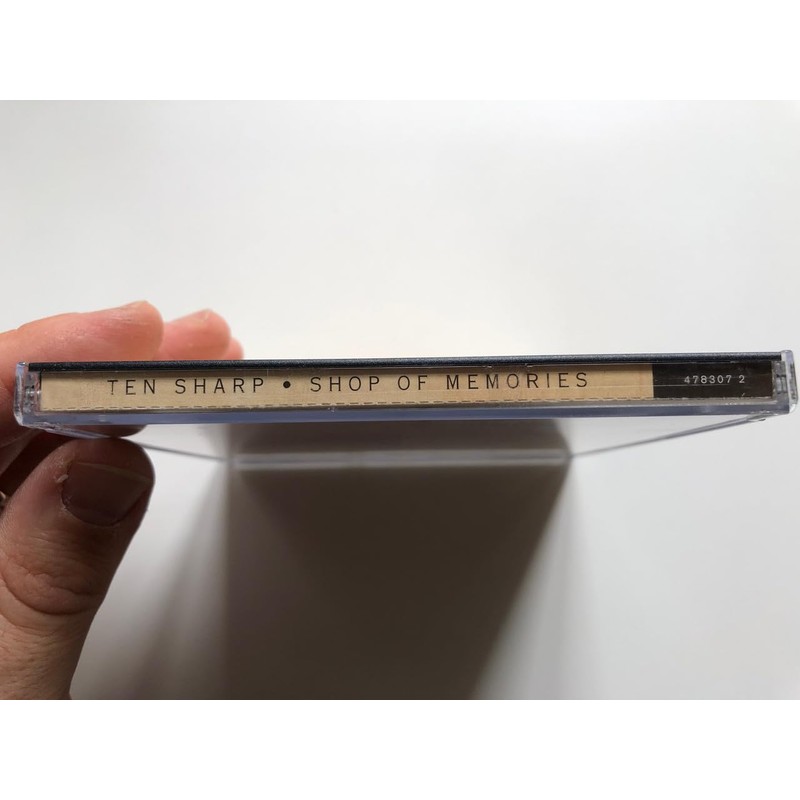 TEN SHARP • SHOP OF MEMORIES 478307 2